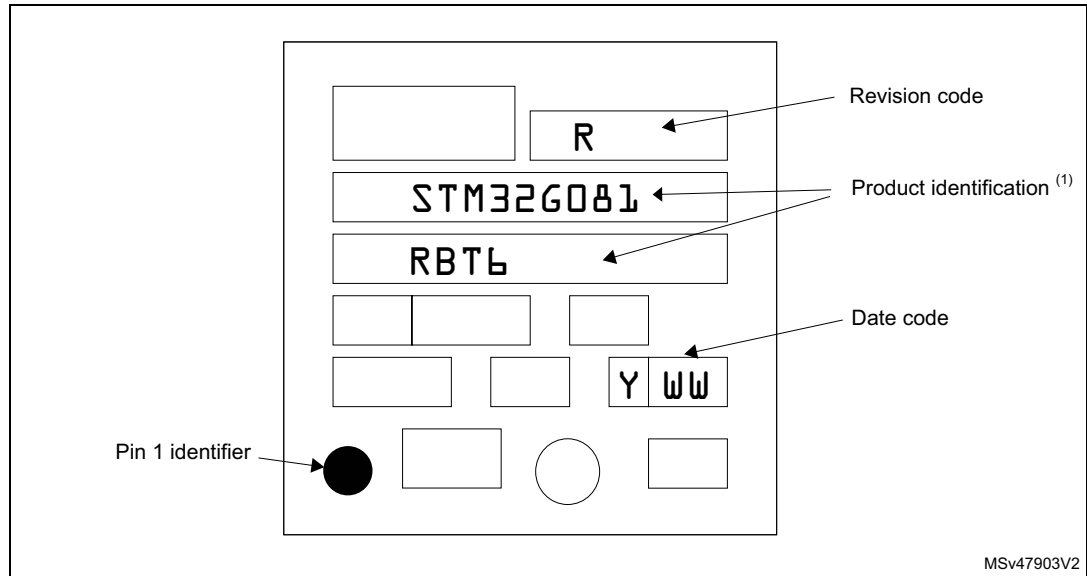 Revision code
R
STM32G081
Product identification (1)
RBT6
Date code
Y WW
Pin 1 identifier
MSv47903V2